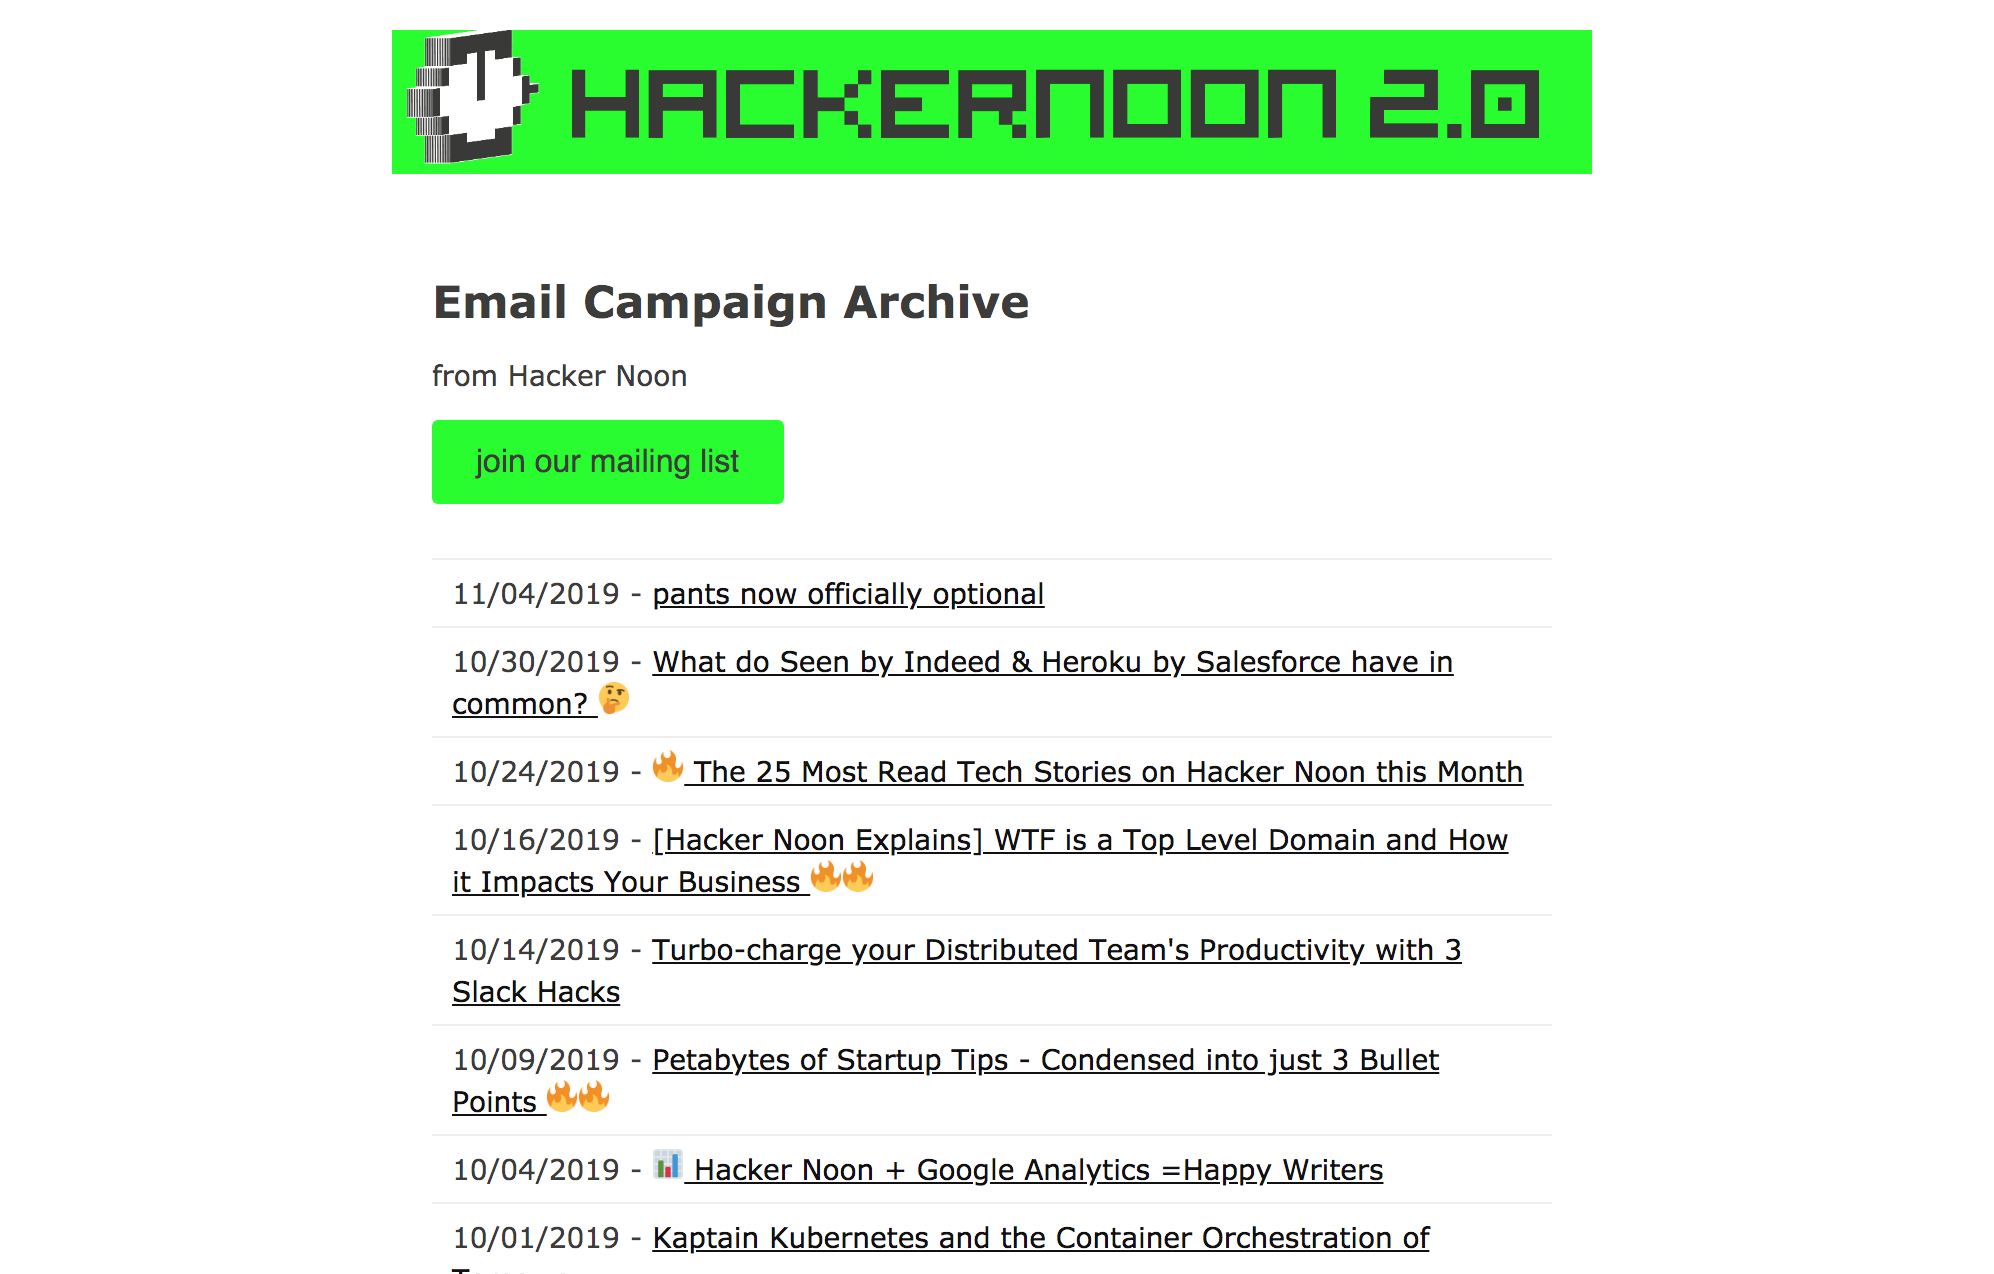 HACKERNOON 2.0
Email Campaign Archive
from Hacker Noon
join our mailing list
11/04/2019 - pants now officially optional
10/30/2019 - What do Seen by Indeed & Heroku by Salesforce have in
common? 🤔
10/24/2019 - 🔥 The 25 Most Read Tech Stories on Hacker Noon this Month
10/16/2019 - [Hacker Noon Explains] WTF is a Top Level Domain and How
it Impacts Your Business 🔥🔥
10/14/2019 - Turbo-charge your Distributed Team's Productivity with 3
Slack Hacks
10/09/2019 - Petabytes of Startup Tips - Condensed into just 3 Bullet
Points 🔥🔥
10/04/2019 - 📊 Hacker Noon + Google Analytics =Happy Writers
10/01/2019 - Kaptain Kubernetes and the Container Orchestration of